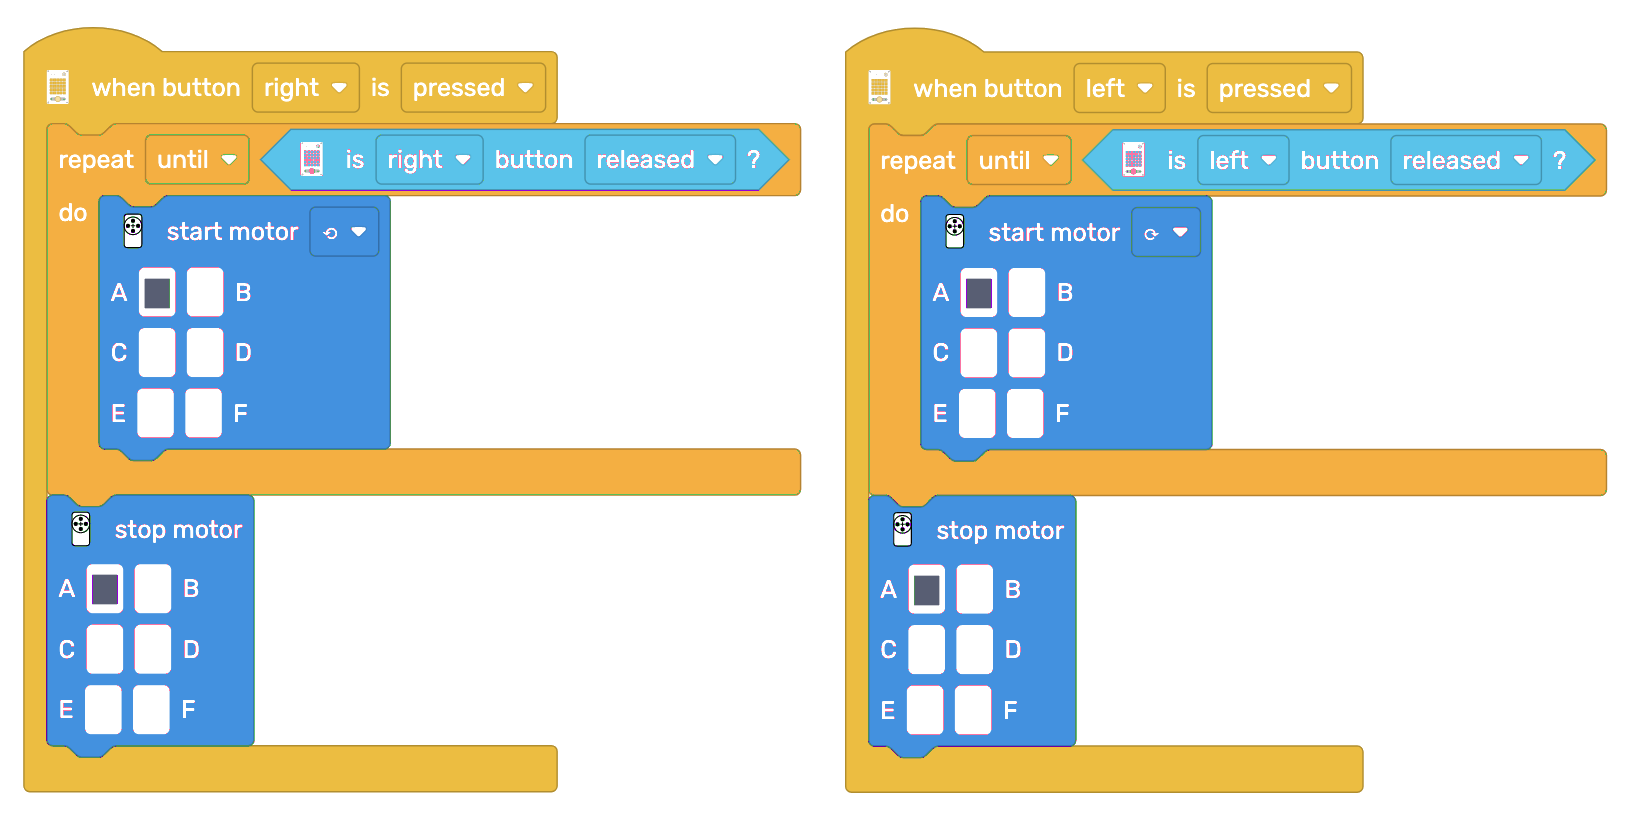 when button right is pressed
repeat until is right button released ?
do start motor
A B
C D
E F
stop motor
A B
C D
E F
when button left is pressed
repeat until is left button released ?
do start motor
A B
C D
E F
stop motor
A B
C D
E F